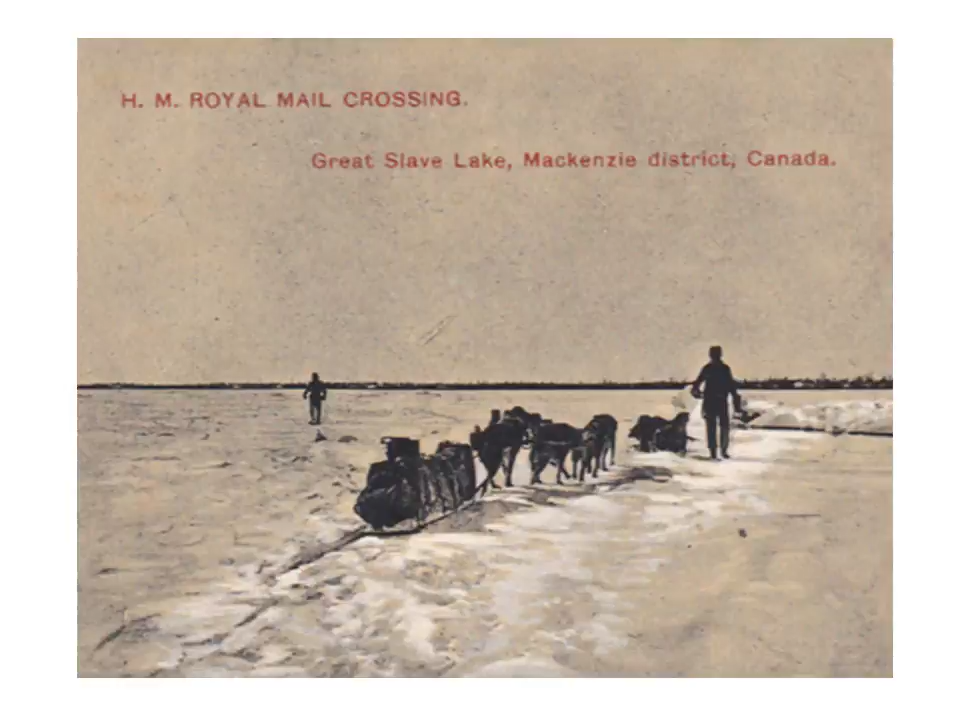 H. M. ROYAL MAIL CROSSING.
Great Slave Lake, Mackenzie district, Canada.